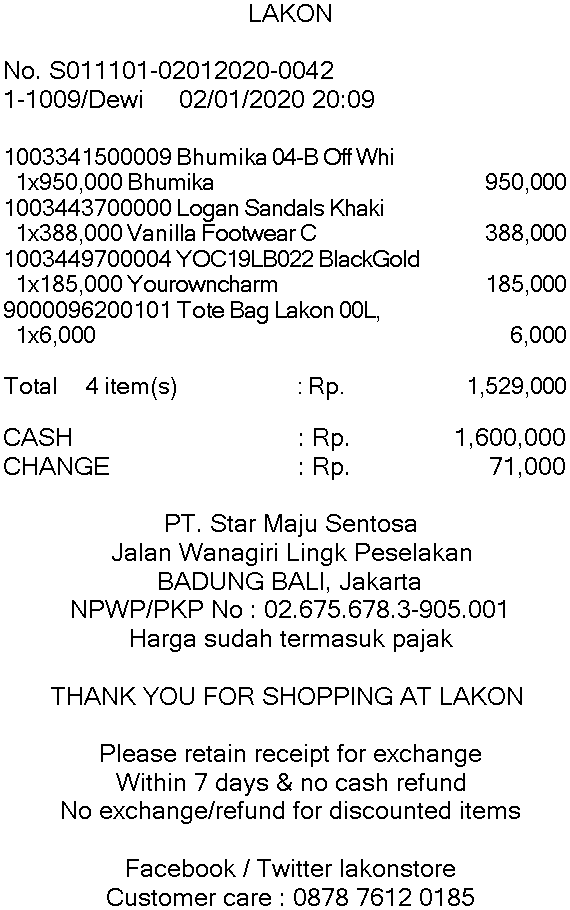 LAKON
No. S011101-02012020-0042
1-1009/Dewi 02/01/2020 20:09
1003341500009 Bhumika 04-B Off Whi
1x950,000 Bhumika 950,000
1003443700000 Logan Sandals Khaki
1x388,000 Vanilla Footwear C 388,000
1003449700004 YOC19LB022 BlackGold
1x185,000 Yourowncharm 185,000
9000096200101 Tote Bag Lakon 00L,
1x6,000 6,000
Total 4 item(s) : Rp. 1,529,000
CASH : Rp. 1,600,000
CHANGE : Rp. 71,000
PT. Star Maju Sentosa
Jalan Wanagiri Lingk Peselakan
BADUNG BALI, Jakarta
NPWP/PKP No : 02.675.678.3-905.001
Harga sudah termasuk pajak
THANK YOU FOR SHOPPING AT LAKON
Please retain receipt for exchange
Within 7 days & no cash refund
No exchange/refund for discounted items
Facebook / Twitter lakonstore
Customer care : 0878 7612 0185